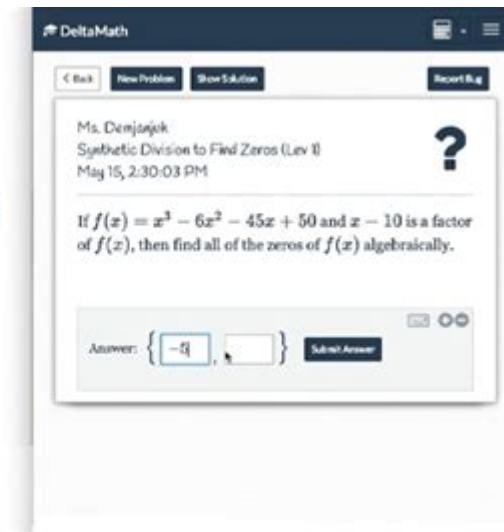 DeltaMath
< Back New Problem Show Solution Report Bug
Ms. Demjanjuk
Synthetic Division to Find Zeros (Lev 1)
May 15, 2:30:03 PM
?
If f(x) = x³ − 6x² − 45x + 50 and x − 10 is a factor
of f(x), then find all of the zeros of f(x) algebraically.
Answer: { −5 , } Submit Answer